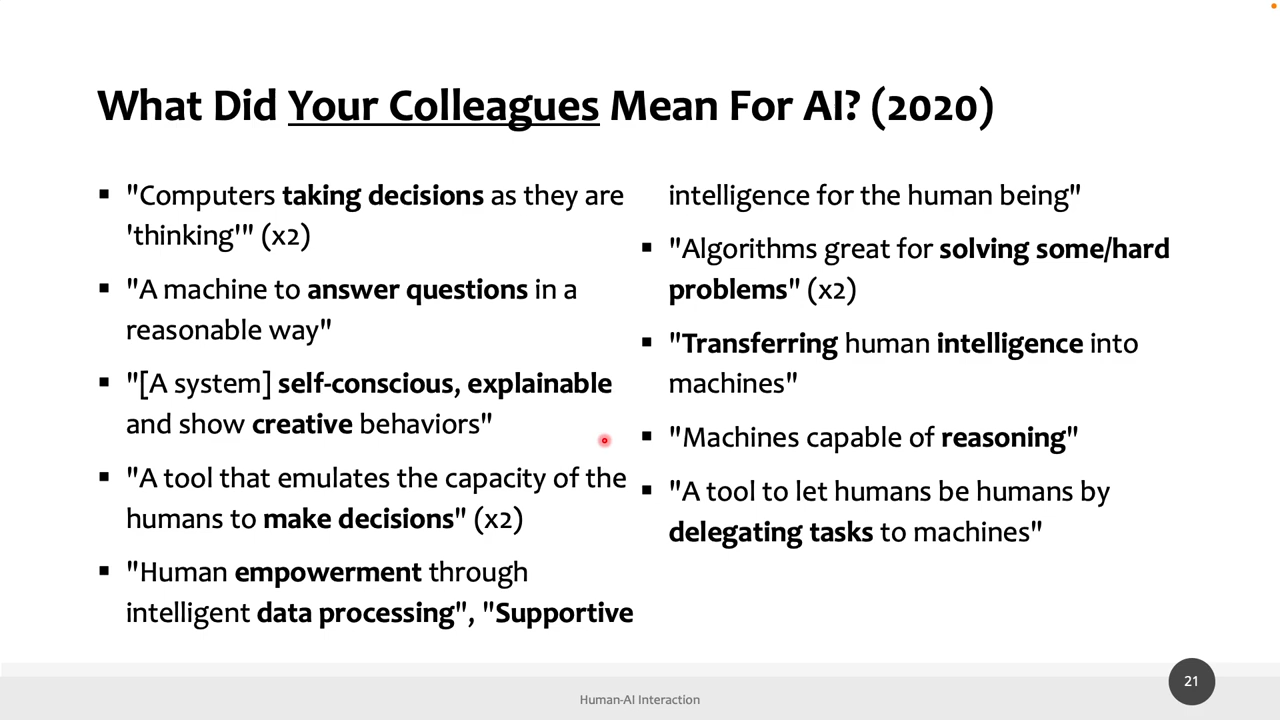 What Did Your Colleagues Mean For AI? (2020)
▪ "Computers taking decisions as they are
'thinking'" (x2)
▪ "A machine to answer questions in a
reasonable way"
▪ "[A system] self-conscious, explainable
and show creative behaviors"
▪ "A tool that emulates the capacity of the
humans to make decisions" (x2)
▪ "Human empowerment through
intelligent data processing", "Supportive
intelligence for the human being"
▪ "Algorithms great for solving some/hard
problems" (x2)
▪ "Transferring human intelligence into
machines"
▪ "Machines capable of reasoning"
▪ "A tool to let humans be humans by
delegating tasks to machines"
Human-AI Interaction
21